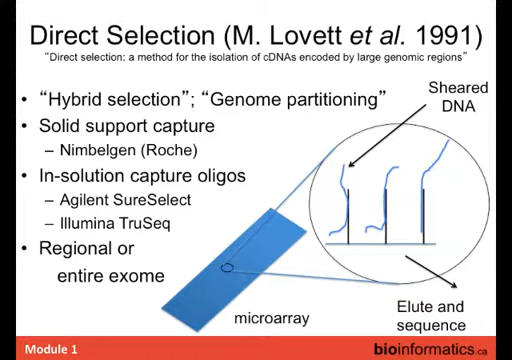 Direct Selection (M. Lovett et al. 1991)
“Direct selection: a method for the isolation of cDNAs encoded by large genomic regions”
• “Hybrid selection”; “Genome partitioning”
• Solid support capture
– Nimbelgen (Roche)
• In-solution capture oligos
– Agilent SureSelect
– Illumina TruSeq
• Regional or
entire exome
Sheared
DNA
microarray
Elute and
sequence
Module 1
bioinformatics.ca